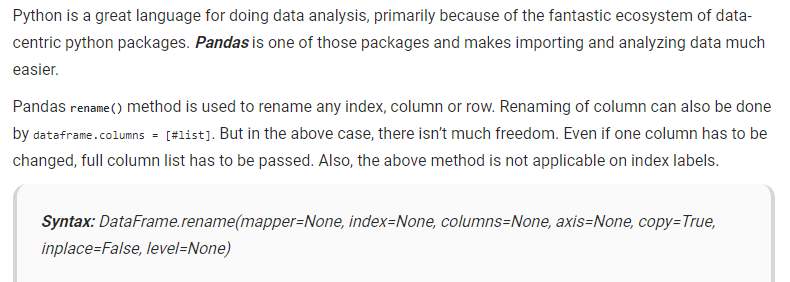 Python is a great language for doing data analysis, primarily because of the fantastic ecosystem of data-
centric python packages. Pandas is one of those packages and makes importing and analyzing data much
easier.
Pandas rename() method is used to rename any index, column or row. Renaming of column can also be done
by dataframe.columns = [#list]. But in the above case, there isn’t much freedom. Even if one column has to be
changed, full column list has to be passed. Also, the above method is not applicable on index labels.
Syntax: DataFrame.rename(mapper=None, index=None, columns=None, axis=None, copy=True,
inplace=False, level=None)